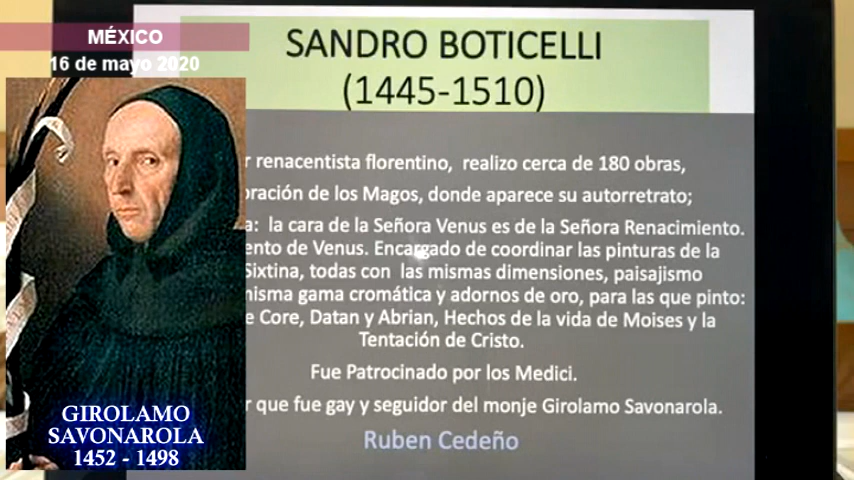 MÉXICO
16 de mayo 2020
SANDRO BOTICELLI
(1445-1510)
renacentista florentino, realizo cerca de 180 obras,
de los Magos, donde aparece su autorretrato;
la cara de la Señora Venus es de la Señora Renacimiento.
de Venus. Encargado de coordinar las pinturas de la
Sixtina, todas con las mismas dimensiones, paisajismo
misma gama cromática y adornos de oro, para las que pinto:
Core, Datan y Abrian, Hechos de la vida de Moises y la
Tentación de Cristo.
Fue Patrocinado por los Medici.
que fue gay y seguidor del monje Girolamo Savonarola.
Ruben Cedeño
GIROLAMO
SAVONAROLA
1452 - 1498